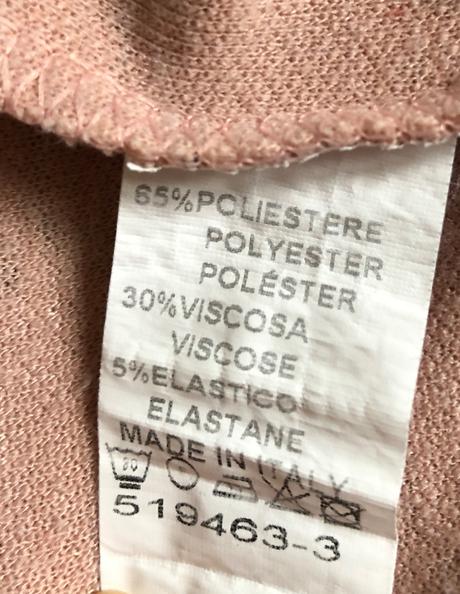 65%POLIESTERE
POLYESTER
POLÉSTER
30%VISCOSA
VISCOSE
5%ELASTICO
ELASTANE
MADE IN ITALY
519463-3